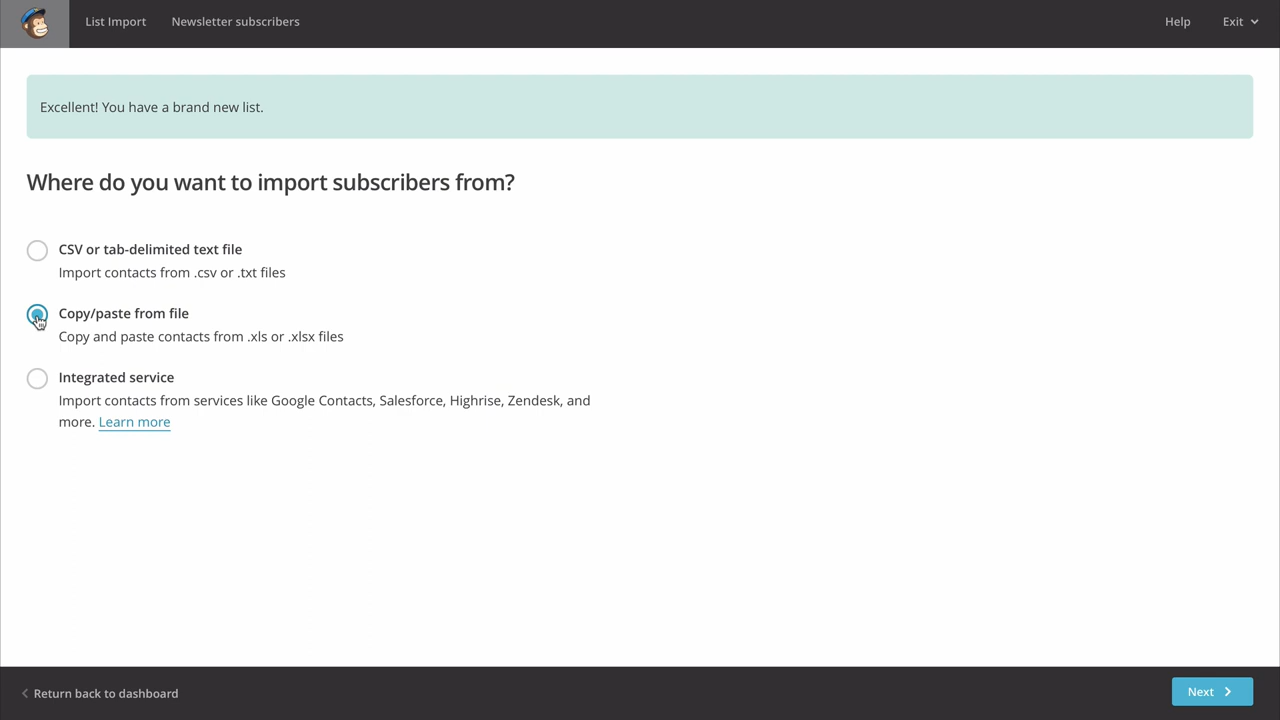 List Import
Newsletter subscribers
Help
Exit
Excellent! You have a brand new list.
Where do you want to import subscribers from?
CSV or tab-delimited text file
Import contacts from .csv or .txt files
Copy/paste from file
Copy and paste contacts from .xls or .xlsx files
Integrated service
Import contacts from services like Google Contacts, Salesforce, Highrise, Zendesk, and
more. Learn more
Return back to dashboard
Next